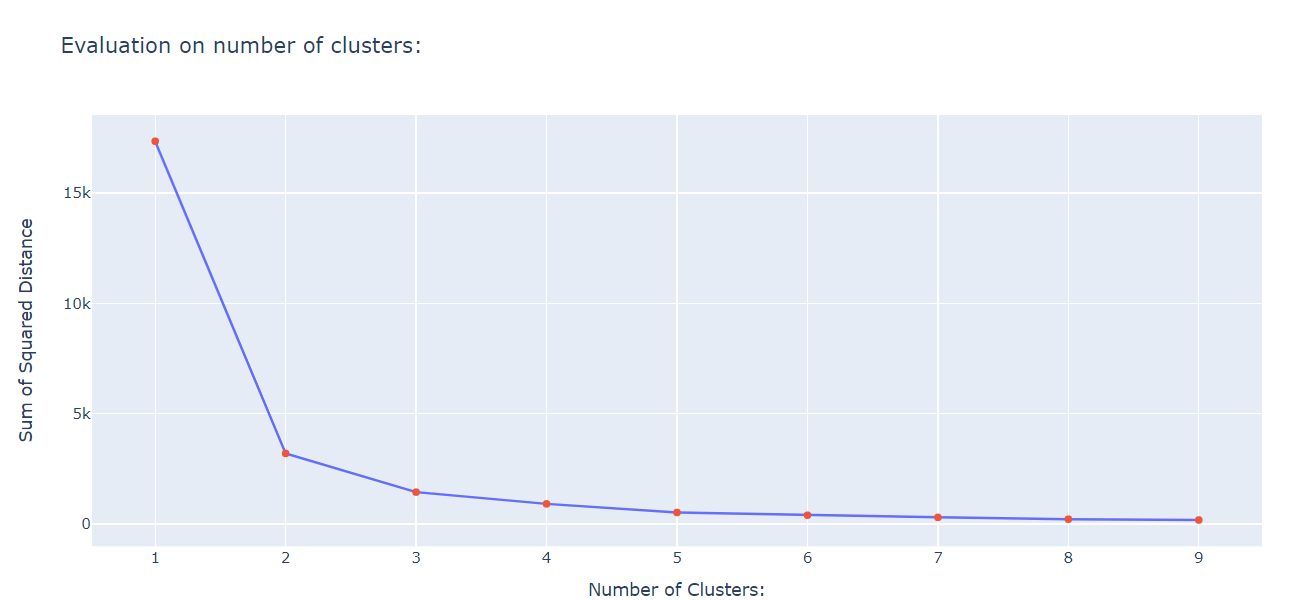 Evaluation on number of clusters:
Sum of Squared Distance
15k
10k
5k
0
1 2 3 4 5 6 7 8 9
Number of Clusters: